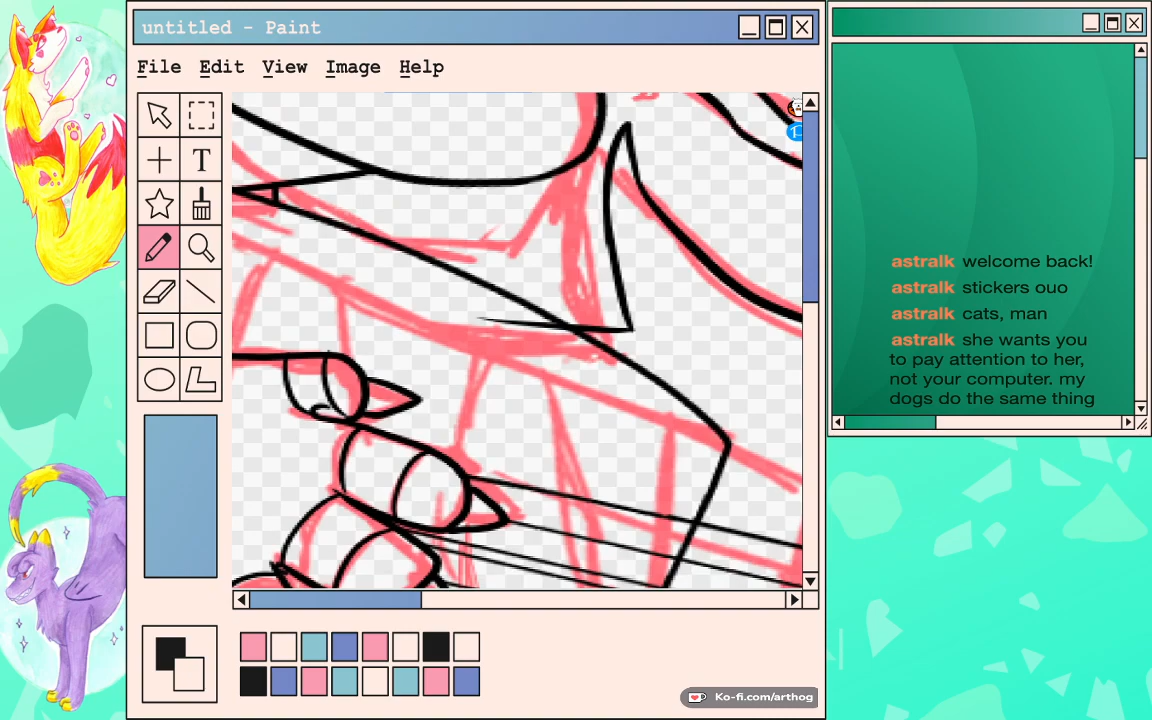 untitled - Paint
File Edit View Image Help
T
astralk welcome back!
astralk stickers ouo
astralk cats, man
astralk she wants you
to pay attention to her,
not your computer. my
dogs do the same thing
Ko-fi.com/arthog